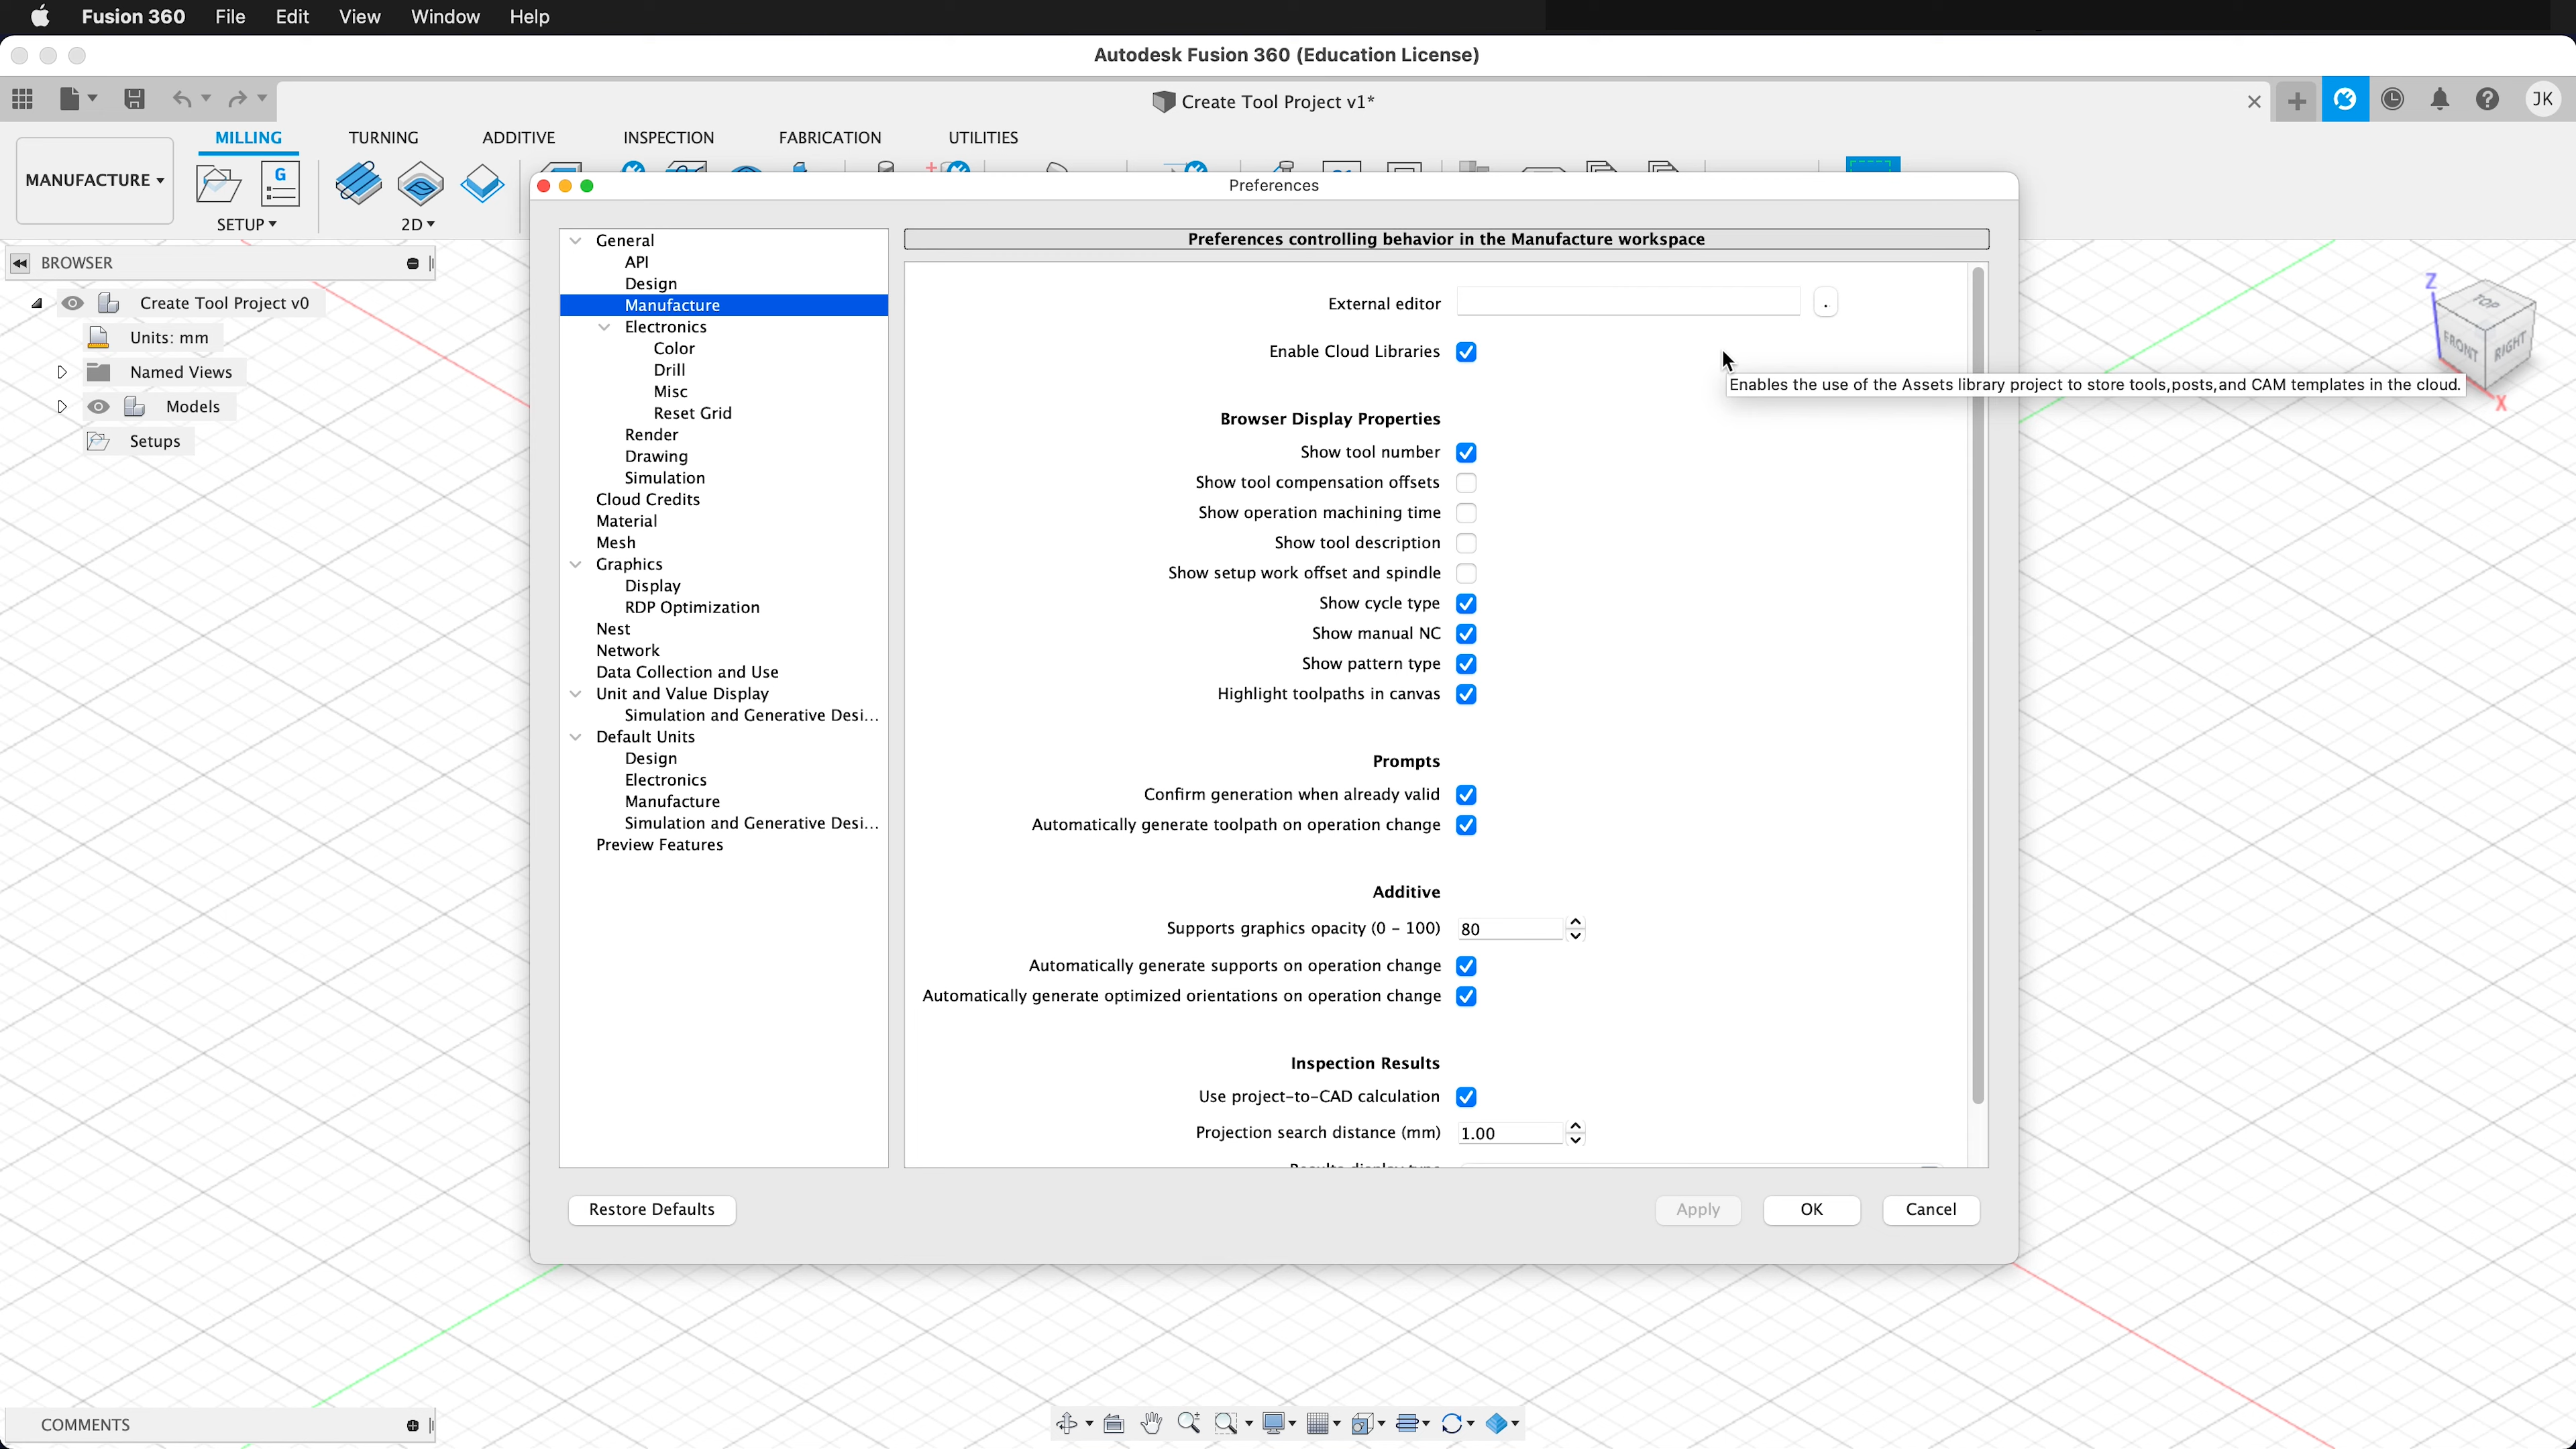 Fusion 360 File Edit View Window Help
Autodesk Fusion 360 (Education License)
Create Tool Project v1*
JK
MILLING TURNING ADDITIVE INSPECTION FABRICATION UTILITIES
MANUFACTURE
G
SETUP 2D
Preferences
BROWSER
Create Tool Project v0
Units: mm
Named Views
Models
Setups
General
API
Design
Manufacture
Electronics
Color
Drill
Misc
Reset Grid
Render
Drawing
Simulation
Cloud Credits
Material
Mesh
Graphics
Display
RDP Optimization
Nest
Network
Data Collection and Use
Unit and Value Display
Simulation and Generative Desi...
Default Units
Design
Electronics
Manufacture
Simulation and Generative Desi...
Preview Features
Preferences controlling behavior in the Manufacture workspace
External editor .
Enable Cloud Libraries
Enables the use of the Assets library project to store tools,posts,and CAM templates in the cloud.
Browser Display Properties
Show tool number
Show tool compensation offsets
Show operation machining time
Show tool description
Show setup work offset and spindle
Show cycle type
Show manual NC
Show pattern type
Highlight toolpaths in canvas
Prompts
Confirm generation when already valid
Automatically generate toolpath on operation change
Additive
Supports graphics opacity (0 - 100) 80
Automatically generate supports on operation change
Automatically generate optimized orientations on operation change
Inspection Results
Use project-to-CAD calculation
Projection search distance (mm) 1.00
Restore Defaults Apply OK Cancel
Z
TOP
FRONT RIGHT
X
COMMENTS